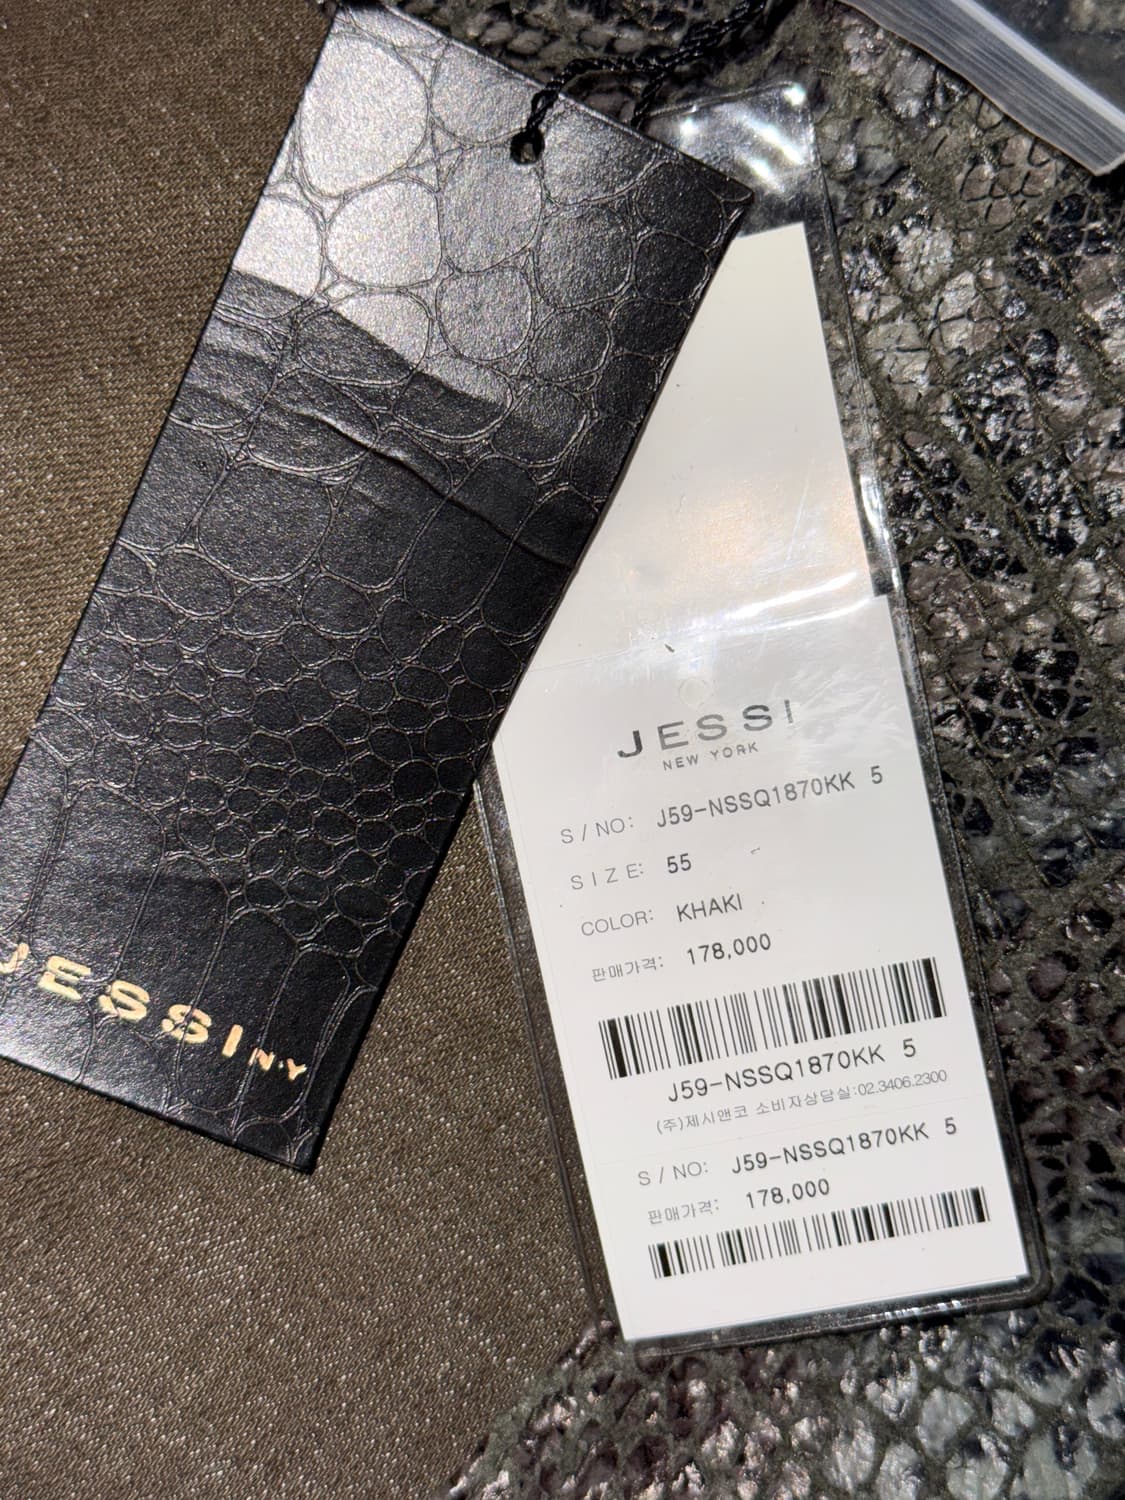 JESSI N.Y
JESSI
NEW YORK
S/NO: J59-NSSQ1870KK 5
SIZE: 55
COLOR: KHAKI
판매가격: 178,000
J59-NSSQ1870KK 5
(주)제시앤코 소비자상담실:02.3406.2300
S/NO: J59-NSSQ1870KK 5
판매가격: 178,000